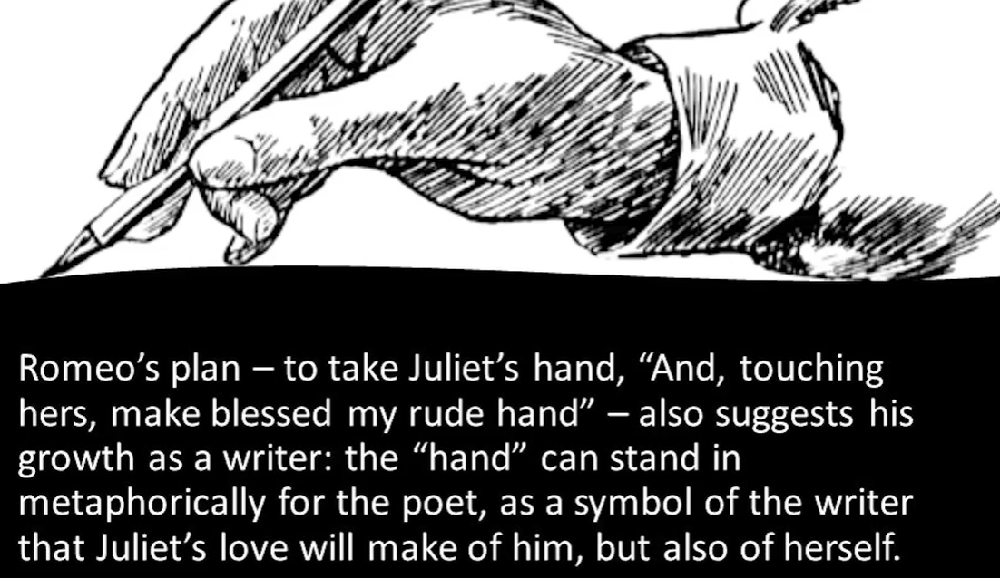 Romeo’s plan – to take Juliet’s hand, “And, touching
hers, make blessed my rude hand” – also suggests his
growth as a writer: the “hand” can stand in
metaphorically for the poet, as a symbol of the writer
that Juliet’s love will make of him, but also of herself.